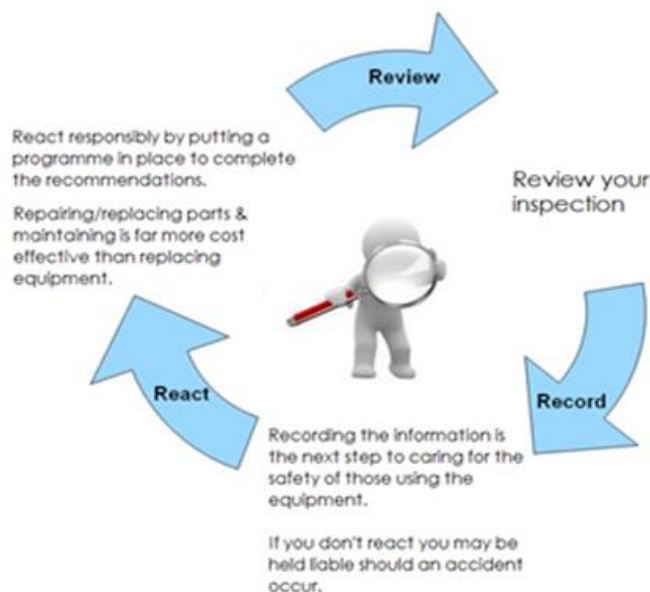 Review
Review your
inspection
Record
Recording the information is
the next step to caring for the
safety of those using the
equipment.
If you don't react you may be
held liable should an accident
occur.
React
React responsibly by putting a
programme in place to complete
the recommendations.
Repairing/replacing parts &
maintaining is far more cost
effective than replacing
equipment.